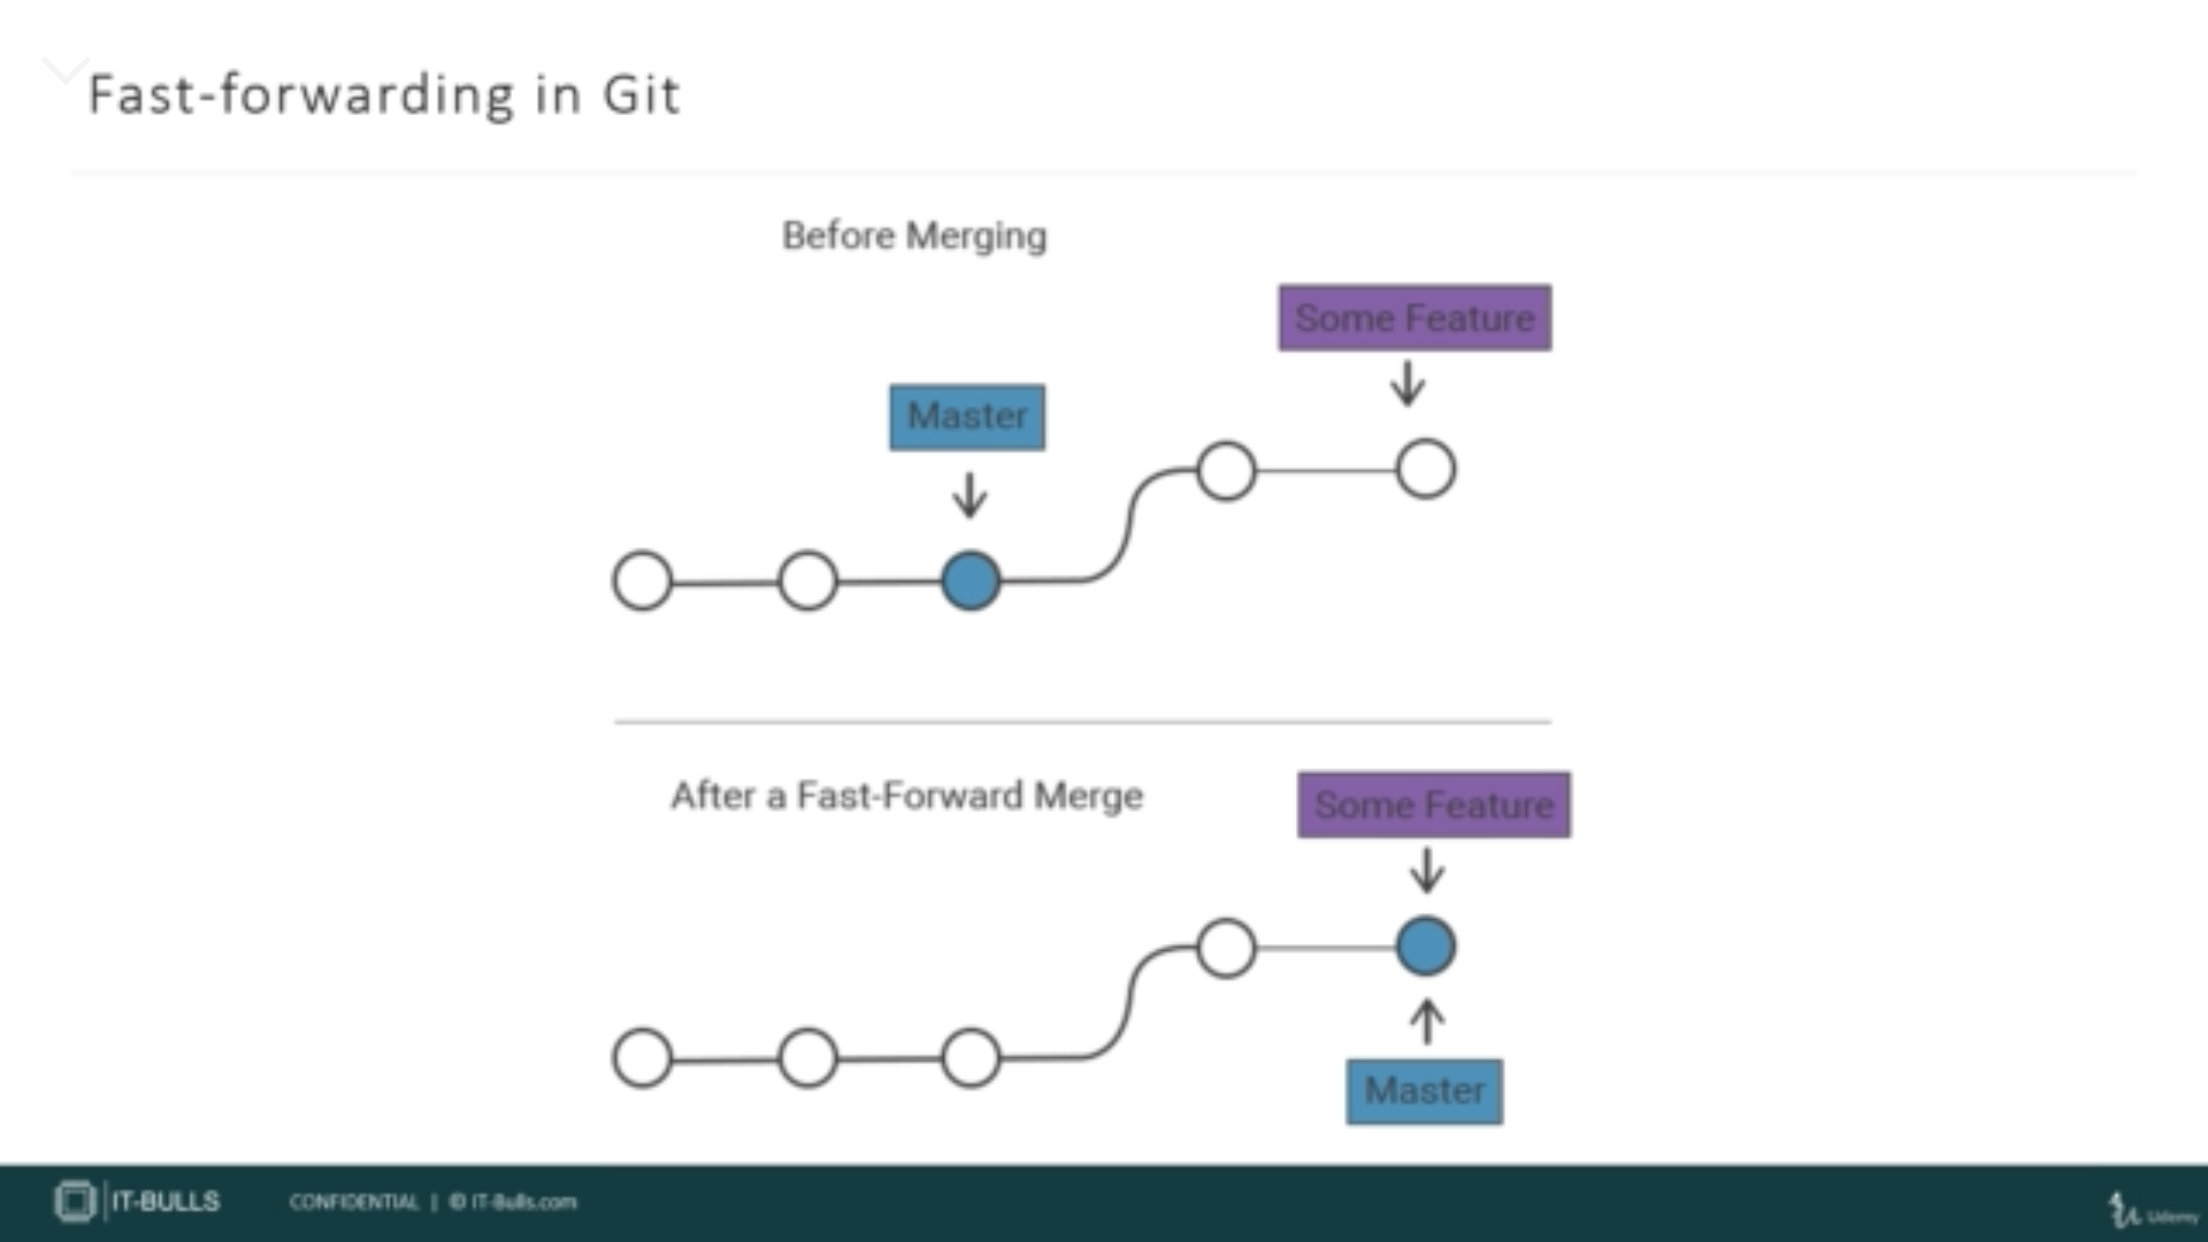 Fast-forwarding in Git
Before Merging
Some Feature
Master
After a Fast-Forward Merge
Some Feature
Master
IT-BULLS
CONFIDENTIAL | © IT-Bulls.com
Udemy